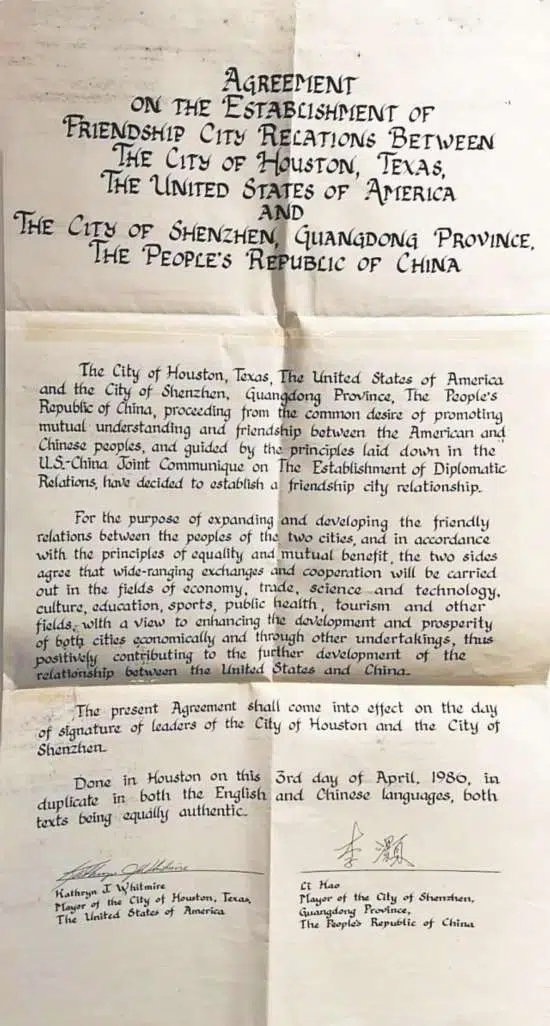 AGREEMENT
ON THE ESTABLISHMENT OF
FRIENDSHIP CITY RELATIONS BETWEEN
THE CITY OF HOUSTON, TEXAS,
THE UNITED STATES OF AMERICA
AND
THE CITY OF SHENZHEN, GUANGDONG PROVINCE,
THE PEOPLE'S REPUBLIC OF CHINA
The City of Houston, Texas, The United States of America
and the City of Shenzhen, Guangdong Province, The People's
Republic of China, proceeding from the common desire of promoting
mutual understanding and friendship between the American and
Chinese peoples, and guided by the principles laid down in the
U.S.-China Joint Communique on The Establishment of Diplomatic
Relations, have decided to establish a friendship city relationship.
For the purpose of expanding and developing the friendly
relations between the peoples of the two cities, and in accordance
with the principles of equality and mutual benefit, the two sides
agree that wide-ranging exchanges and cooperation will be carried
out in the fields of economy, trade, science and technology,
culture, education, sports, public health, tourism and other
fields, with a view to enhancing the development and prosperity
of both cities economically and through other undertakings, thus
positively contributing to the further development of the
relationship between the United States and China.
The present Agreement shall come into effect on the day
of signature of leaders of the City of Houston and the City of
Shenzhen.
Done in Houston on this 3rd day of April, 1986, in
duplicate in both the English and Chinese languages, both
texts being equally authentic.
Kathryn J Whitmire
李灏
Kathryn J. Whitmire
Mayor of the City of Houston, Texas,
The United States of America
Li Hao
Mayor of the City of Shenzhen,
Guangdong Province,
The People's Republic of China